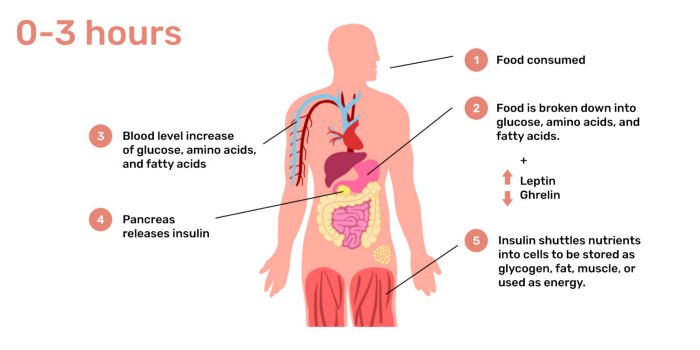 0-3 hours
1
Food consumed
2
Food is broken down into
glucose, amino acids, and
fatty acids.
+
Leptin
Ghrelin
3
Blood level increase
of glucose, amino acids,
and fatty acids
4
Pancreas
releases insulin
5
Insulin shuttles nutrients
into cells to be stored as
glycogen, fat, muscle, or
used as energy.